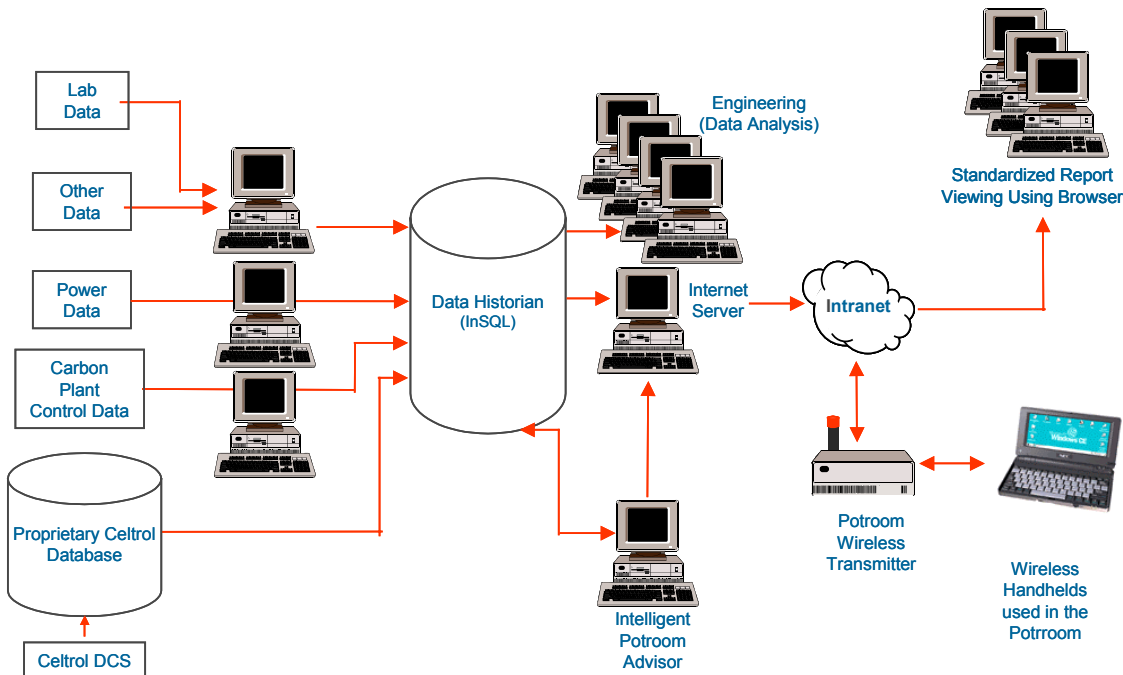 Lab
Data
Other
Data
Power
Data
Carbon
Plant
Control Data
Proprietary Celtrol
Database
Celtrol DCS
Data Historian
(InSQL)
Engineering
(Data Analysis)
Internet
Server
Intelligent
Potroom
Advisor
Intranet
Standardized Report
Viewing Using Browser
Potroom
Wireless
Transmitter
Windows CE
Wireless
Handhelds
used in the
Potrroom